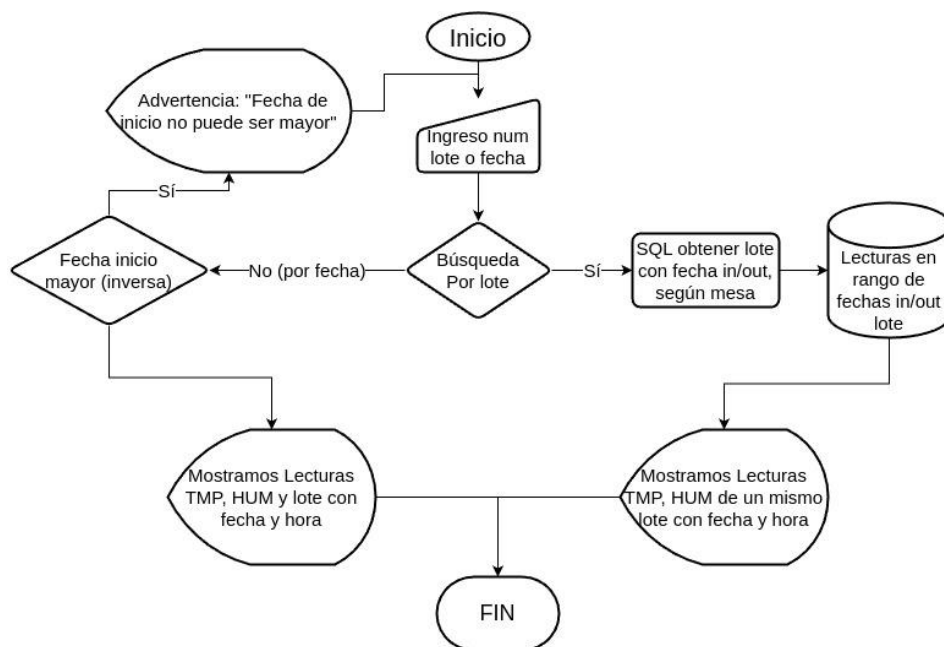 Inicio
Advertencia: "Fecha de
inicio no puede ser mayor"
Ingreso num
lote o fecha
Sí
Fecha inicio
mayor (inversa)
No (por fecha)
Búsqueda
Por lote
Sí
SQL obtener lote
con fecha in/out,
según mesa
Lecturas en
rango de
fechas in/out
lote
Mostramos Lecturas
TMP, HUM y lote con
fecha y hora
Mostramos Lecturas
TMP, HUM de un mismo
lote con fecha y hora
FIN